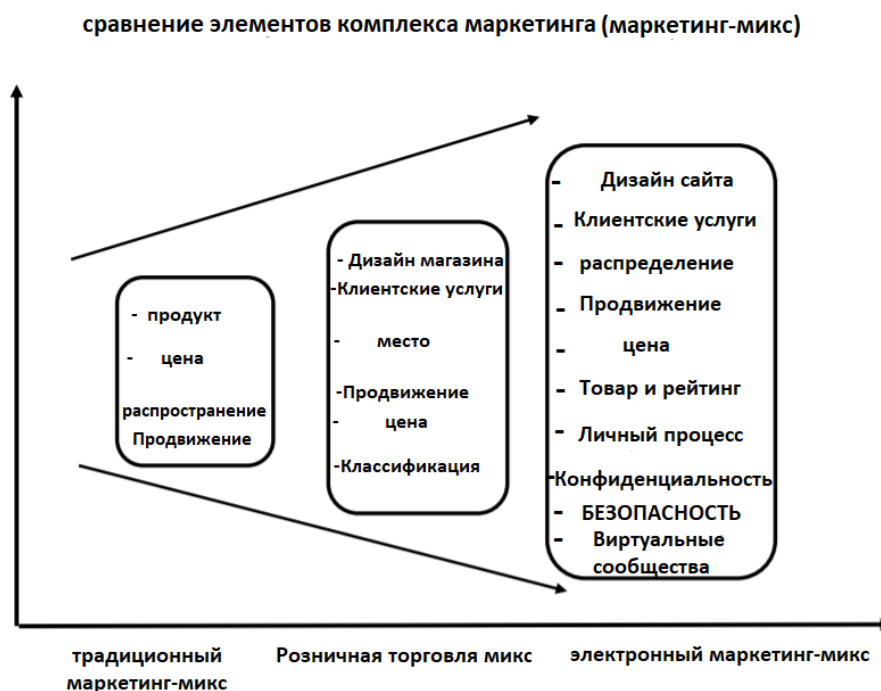 сравнение элементов комплекса маркетинга (маркетинг-микс)
- продукт
- цена
распространение
Продвижение
- Дизайн магазина
-Клиентские услуги
- место
-Продвижение
- цена
-Классификация
- Дизайн сайта
- Клиентские услуги
- распределение
- Продвижение
- цена
- Товар и рейтинг
- Личный процесс
-Конфиденциальность
- БЕЗОПАСНОСТЬ
- Виртуальные
сообщества
традиционный
маркетинг-микс
Розничная торговля микс
электронный маркетинг-микс